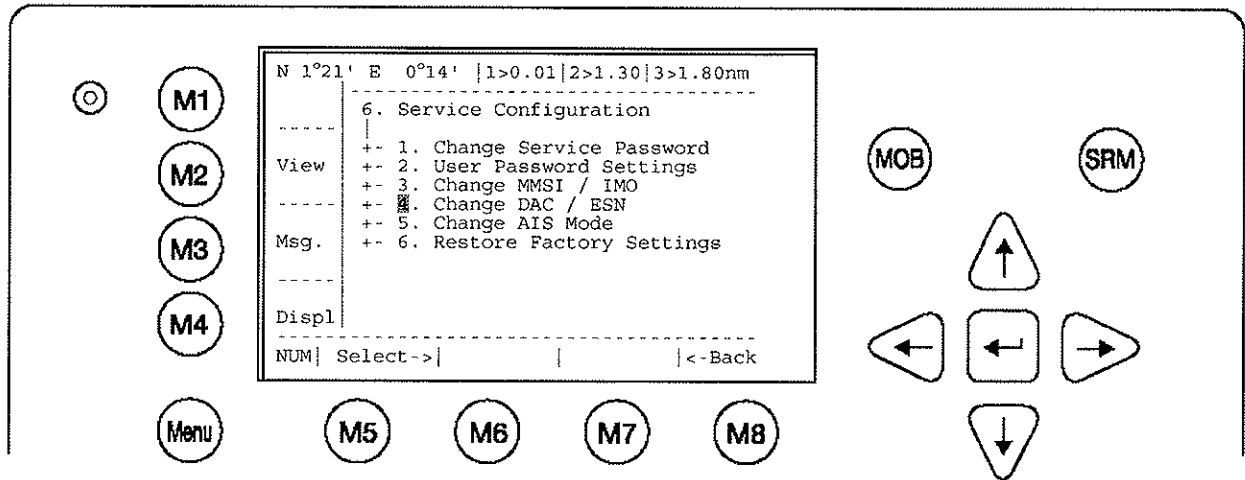 N 1°21' E 0°14' |1>0.01|2>1.30|3>1.80nm
6. Service Configuration
+- 1. Change Service Password
View +- 2. User Password Settings
+- 3. Change MMSI / IMO
+- 4. Change DAC / ESN
+- 5. Change AIS Mode
Msg. +- 6. Restore Factory Settings
Displ
NUM| Select->| | |<-Back
M1
M2
M3
M4
Menu
M5
M6
M7
M8
MOB
SRM